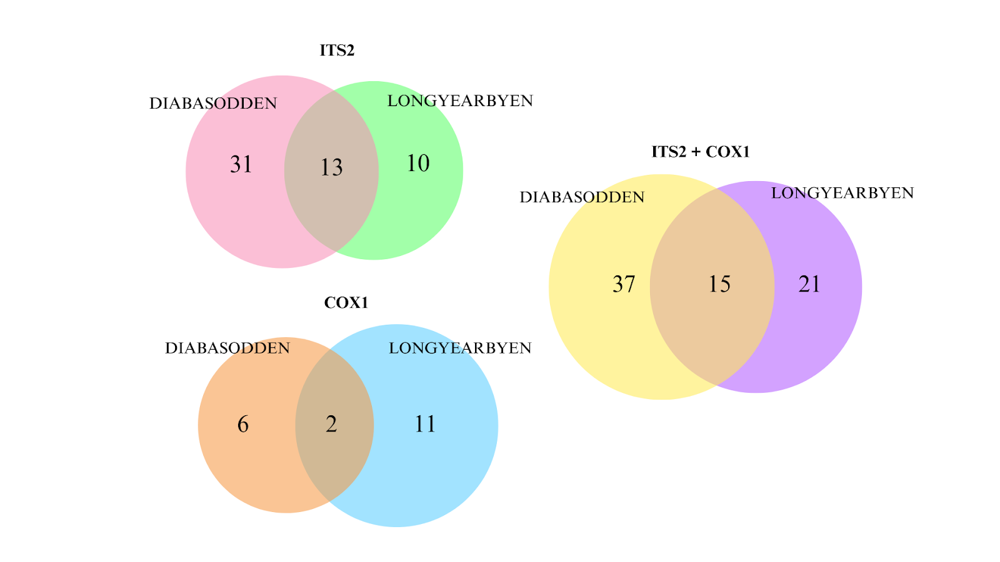 ITS2
DIABASODDEN
LONGYEARBYEN
31
13
10
COX1
DIABASODDEN
LONGYEARBYEN
6
2
11
ITS2 + COX1
DIABASODDEN
LONGYEARBYEN
37
15
21